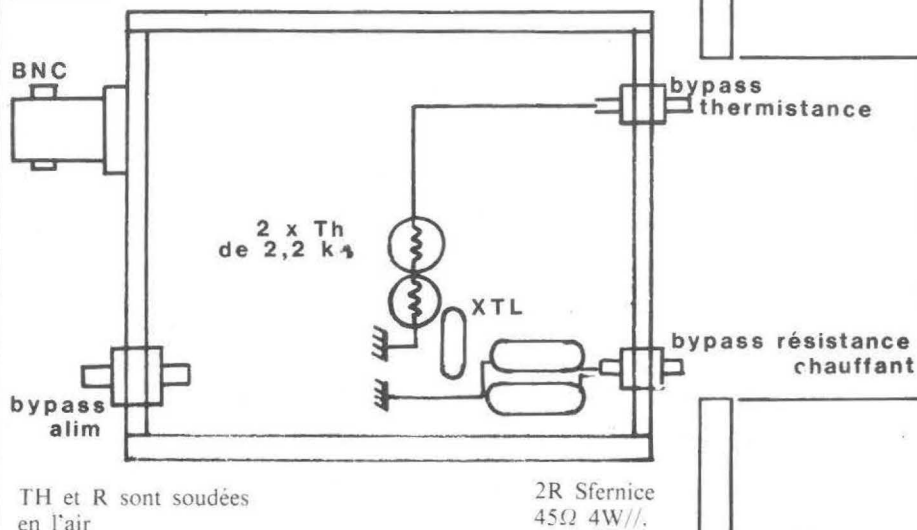 BNC
bypass
thermistance
2 x Th
de 2,2 kΩ
XTL
bypass résistance
chauffant
bypass
alim
TH et R sont soudées
en l'air
2R Sfernice
45Ω 4W//.